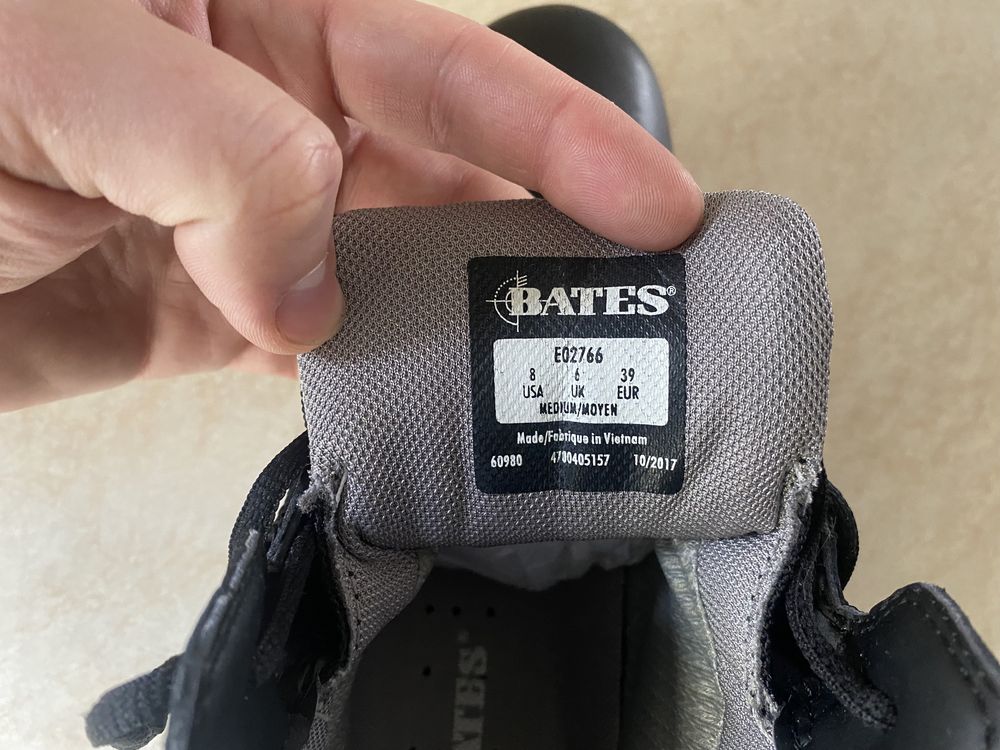 BATES®
E02766
8 6 39
USA UK EUR
MEDIUM/MOYEN
Made/Fabrique in Vietnam
60980 4700405157 10/2017
BATES®